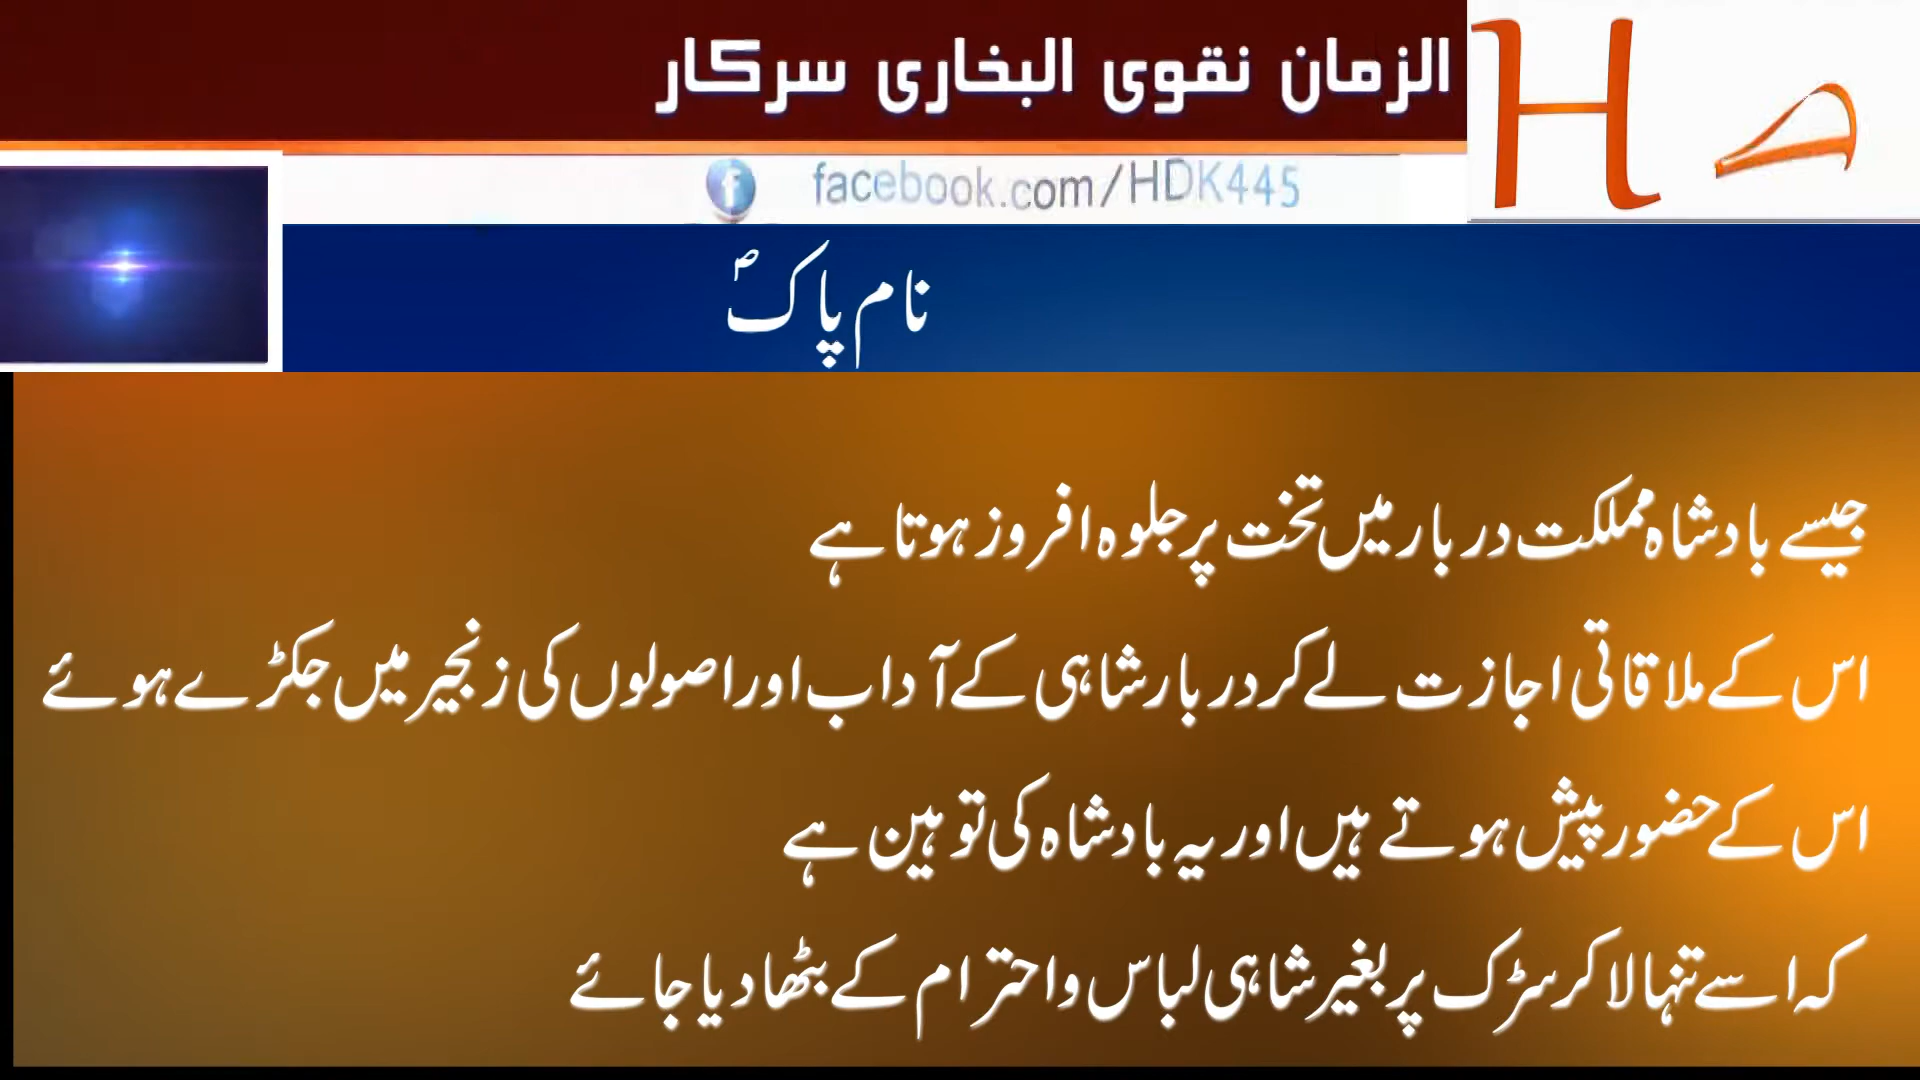 الزمان نقوی البخاری سرکار
H
facebook.com/HDK445
نام پاکؐ
جیسے بادشاہ مملکت دربار میں تخت پر جلوہ افروز ہوتا ہے
اس کے ملاقاتی اجازت لے کر دربار شاہی کے آداب اور اصولوں کی زنجیر میں جکڑے ہوئے
اس کے حضور پیش ہوتے ہیں اور یہ بادشاہ کی توہین ہے
کہ اسے تنہا لا کر سڑک پر بغیر شاہی لباس و احترام کے بٹھا دیا جائے